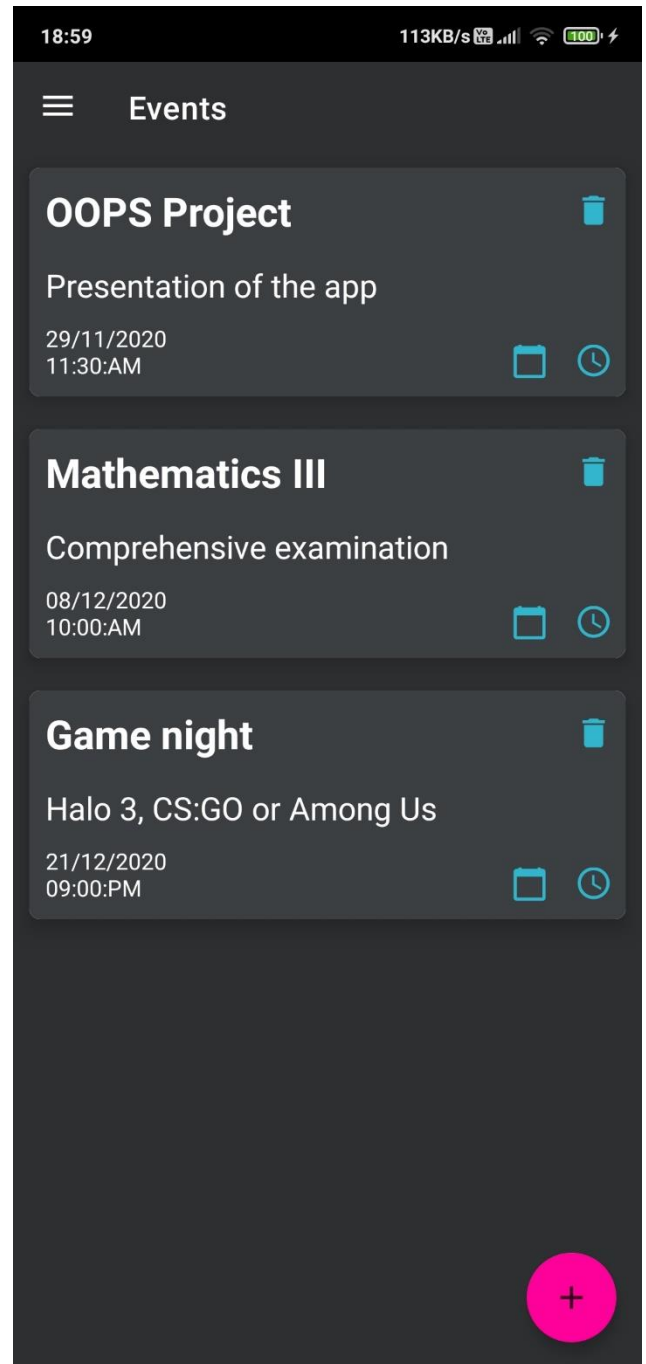 18:59 113KB/s Vo LTE 100
Events
OOPS Project
Presentation of the app
29/11/2020
11:30:AM
Mathematics III
Comprehensive examination
08/12/2020
10:00:AM
Game night
Halo 3, CS:GO or Among Us
21/12/2020
09:00:PM
+